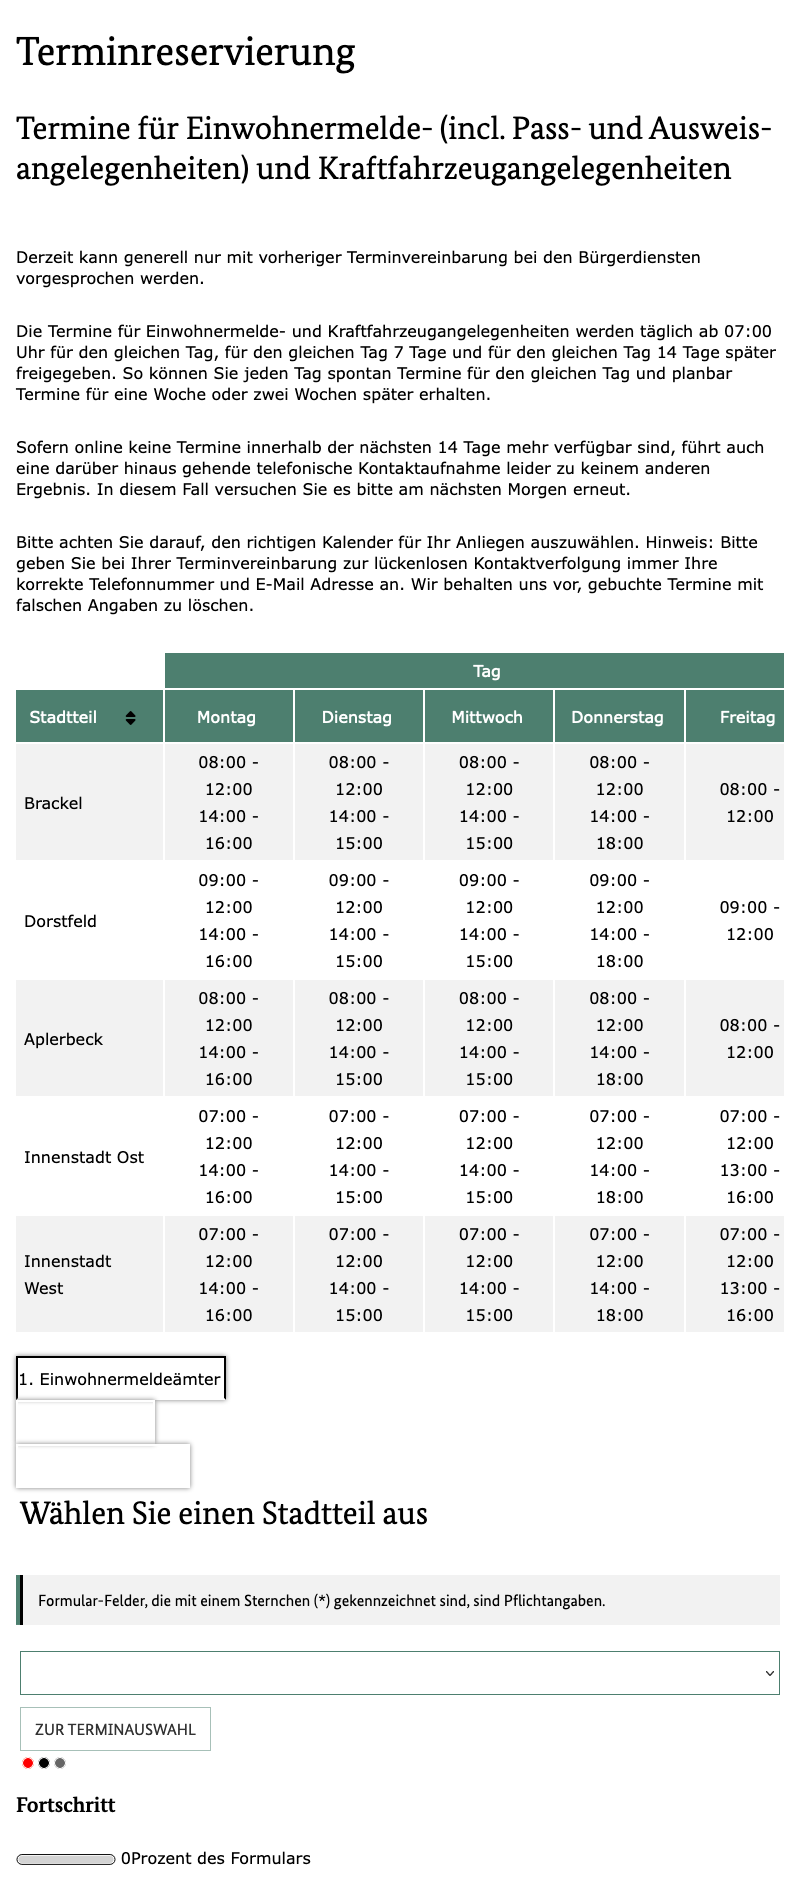 Terminreservierung
Termine für Einwohnermelde- (incl. Pass- und Ausweis-
angelegenheiten) und Kraftfahrzeugangelegenheiten
Derzeit kann generell nur mit vorheriger Terminvereinbarung bei den Bürgerdiensten
vorgesprochen werden.
Die Termine für Einwohnermelde- und Kraftfahrzeugangelegenheiten werden täglich ab 07:00
Uhr für den gleichen Tag, für den gleichen Tag 7 Tage und für den gleichen Tag 14 Tage später
freigegeben. So können Sie jeden Tag spontan Termine für den gleichen Tag und planbar
Termine für eine Woche oder zwei Wochen später erhalten.
Sofern online keine Termine innerhalb der nächsten 14 Tage mehr verfügbar sind, führt auch
eine darüber hinaus gehende telefonische Kontaktaufnahme leider zu keinem anderen
Ergebnis. In diesem Fall versuchen Sie es bitte am nächsten Morgen erneut.
Bitte achten Sie darauf, den richtigen Kalender für Ihr Anliegen auszuwählen. Hinweis: Bitte
geben Sie bei Ihrer Terminvereinbarung zur lückenlosen Kontaktverfolgung immer Ihre
korrekte Telefonnummer und E-Mail Adresse an. Wir behalten uns vor, gebuchte Termine mit
falschen Angaben zu löschen.
Tag
Stadtteil Montag Dienstag Mittwoch Donnerstag Freitag
08:00 - 08:00 - 08:00 - 08:00 -
12:00 12:00 12:00 12:00 08:00 -
Brackel
14:00 - 14:00 - 14:00 - 14:00 - 12:00
16:00 15:00 15:00 18:00
09:00 - 09:00 - 09:00 - 09:00 -
12:00 12:00 12:00 12:00 09:00 -
Dorstfeld
14:00 - 14:00 - 14:00 - 14:00 - 12:00
16:00 15:00 15:00 18:00
08:00 - 08:00 - 08:00 - 08:00 -
12:00 12:00 12:00 12:00 08:00 -
Aplerbeck
14:00 - 14:00 - 14:00 - 14:00 - 12:00
16:00 15:00 15:00 18:00
07:00 - 07:00 - 07:00 - 07:00 - 07:00 -
12:00 12:00 12:00 12:00 12:00
Innenstadt Ost
14:00 - 14:00 - 14:00 - 14:00 - 13:00 -
16:00 15:00 15:00 18:00 16:00
07:00 - 07:00 - 07:00 - 07:00 - 07:00 -
Innenstadt 12:00 12:00 12:00 12:00 12:00
West 14:00 - 14:00 - 14:00 - 14:00 - 13:00 -
16:00 15:00 15:00 18:00 16:00
1. Einwohnermeldeämter
Wählen Sie einen Stadtteil aus
Formular-Felder, die mit einem Sternchen (*) gekennzeichnet sind, sind Pflichtangaben.
ZUR TERMINAUSWAHL
Fortschritt
0Prozent des Formulars